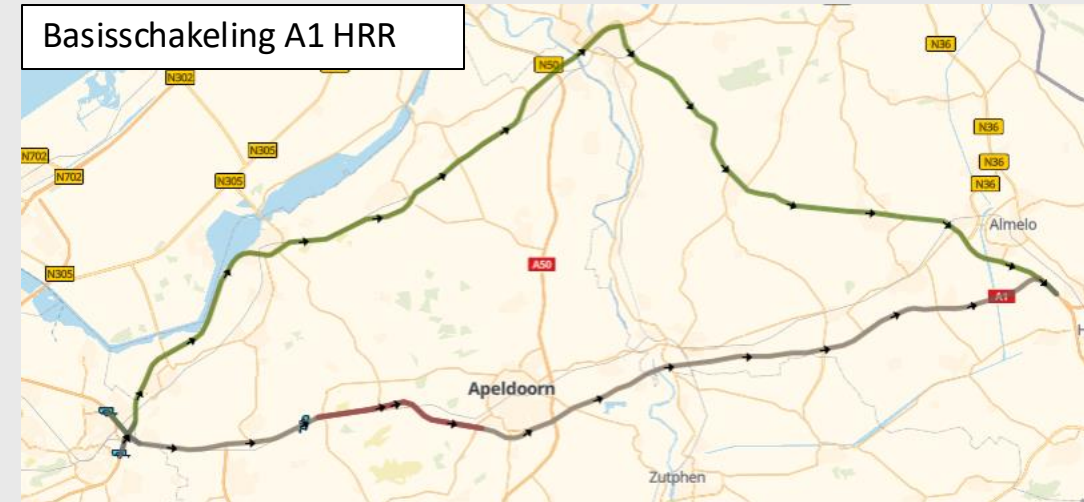 Basisschakeling A1 HRR
N36
N50
N302
N36
N702
N305
N36
N702
N305
N36
Almelo
A50
N305
A1
H
Apeldoorn
Zutphen